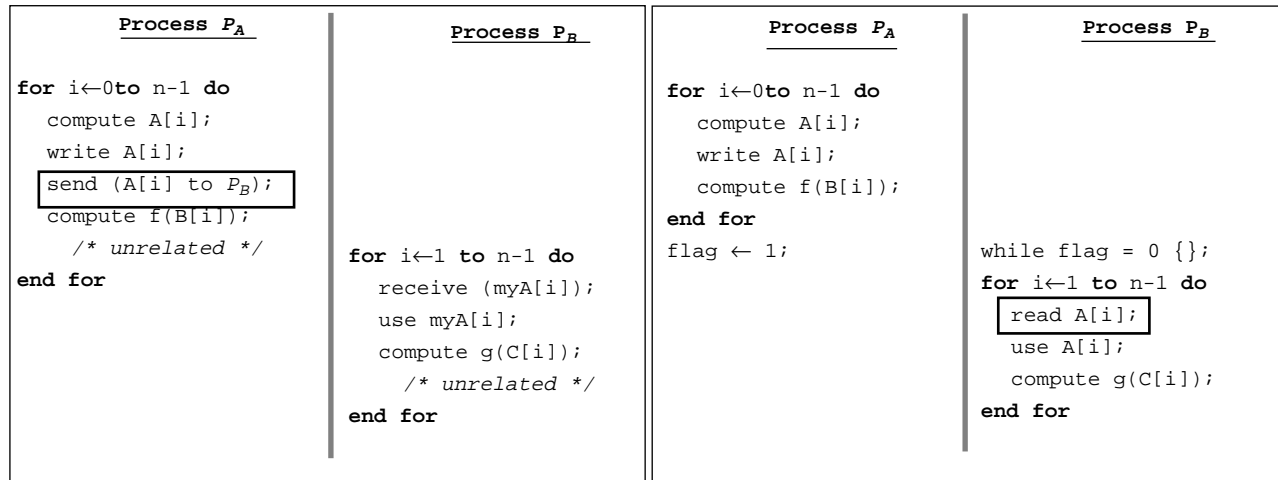 Process P_A
for i←0to n-1 do
compute A[i];
write A[i];
send (A[i] to P_B);
compute f(B[i]);
/* unrelated */
end for
Process P_B
for i←1 to n-1 do
receive (myA[i]);
use myA[i];
compute g(C[i]);
/* unrelated */
end for
Process P_A
for i←0to n-1 do
compute A[i];
write A[i];
compute f(B[i]);
end for
flag ← 1;
Process P_B
while flag = 0 {};
for i←1 to n-1 do
read A[i];
use A[i];
compute g(C[i]);
end for